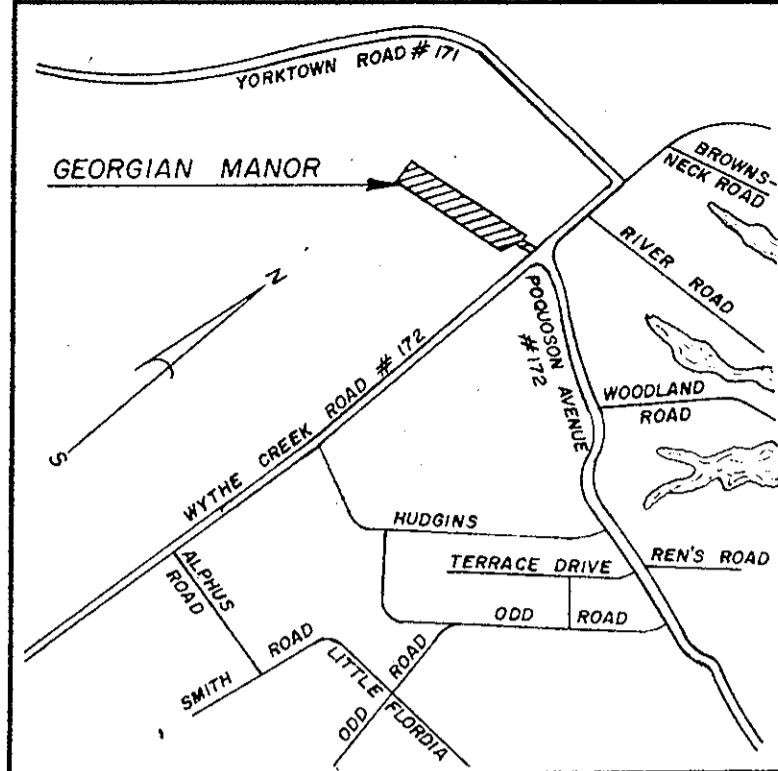 YORKTOWN ROAD # 171
GEORGIAN MANOR
BROWNS-
NECK ROAD
RIVER ROAD
N
S
POQUOSON AVENUE
# 172
WYTHE CREEK ROAD # 172
WOODLAND
ROAD
HUDGINS
TERRACE DRIVE
REN'S ROAD
ALPHUS
ROAD
ODD ROAD
SMITH ROAD
LITTLE FLORDIA
ODD ROAD